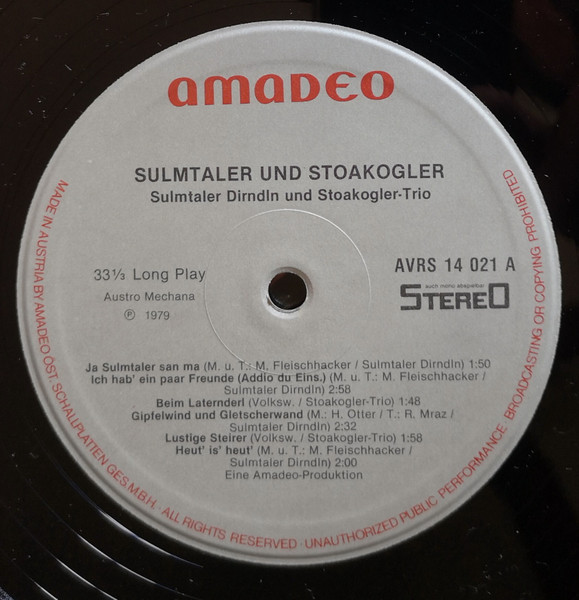 amadeo
SULMTALER UND STOAKOGLER
Sulmtaler Dirndln und Stoakogler-Trio
33⅓ Long Play
Austro Mechana
Ⓟ 1979
AVRS 14 021 A
auch mono abspielbar
STEREO
Ja Sulmtaler san ma (M. u. T.: M. Fleischhacker / Sulmtaler Dirndln) 1:50
Ich hab' ein paar Freunde (Addio du Eins.) (M. u. T.: M. Fleischhacker /
Sulmtaler Dirndln) 2:58
Beim Laternderl (Volksw. / Stoakogler-Trio) 1:48
Gipfelwind und Gletscherwand (M.: H. Otter / T.: R. Mraz /
Sulmtaler Dirndln) 2:32
Lustige Steirer (Volksw. / Stoakogler-Trio) 1:58
Heut' is' heut' (M. u. T.: M. Fleischhacker /
Sulmtaler Dirndln) 2:00
Eine Amadeo-Produktion
MADE IN AUSTRIA BY AMADEO ÖST. SCHALLPLATTEN GES.M.B.H. · ALL RIGHTS RESERVED · UNAUTHORIZED PUBLIC PERFORMANCE · BROADCASTING OR COPYING PROHIBITED